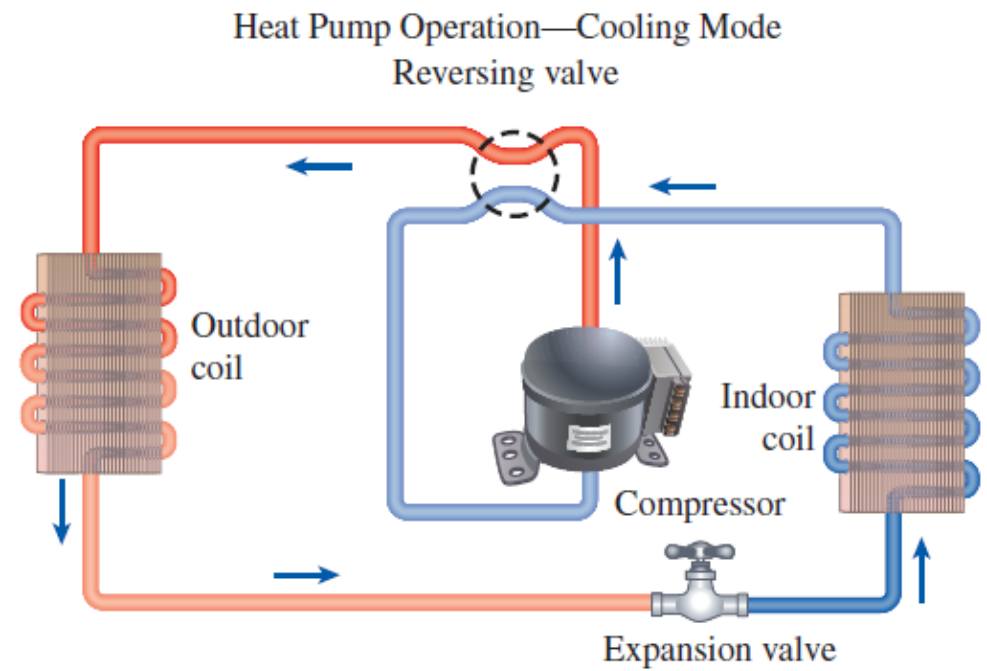 Heat Pump Operation—Cooling Mode
Reversing valve
Outdoor
coil
Indoor
coil
Compressor
Expansion valve